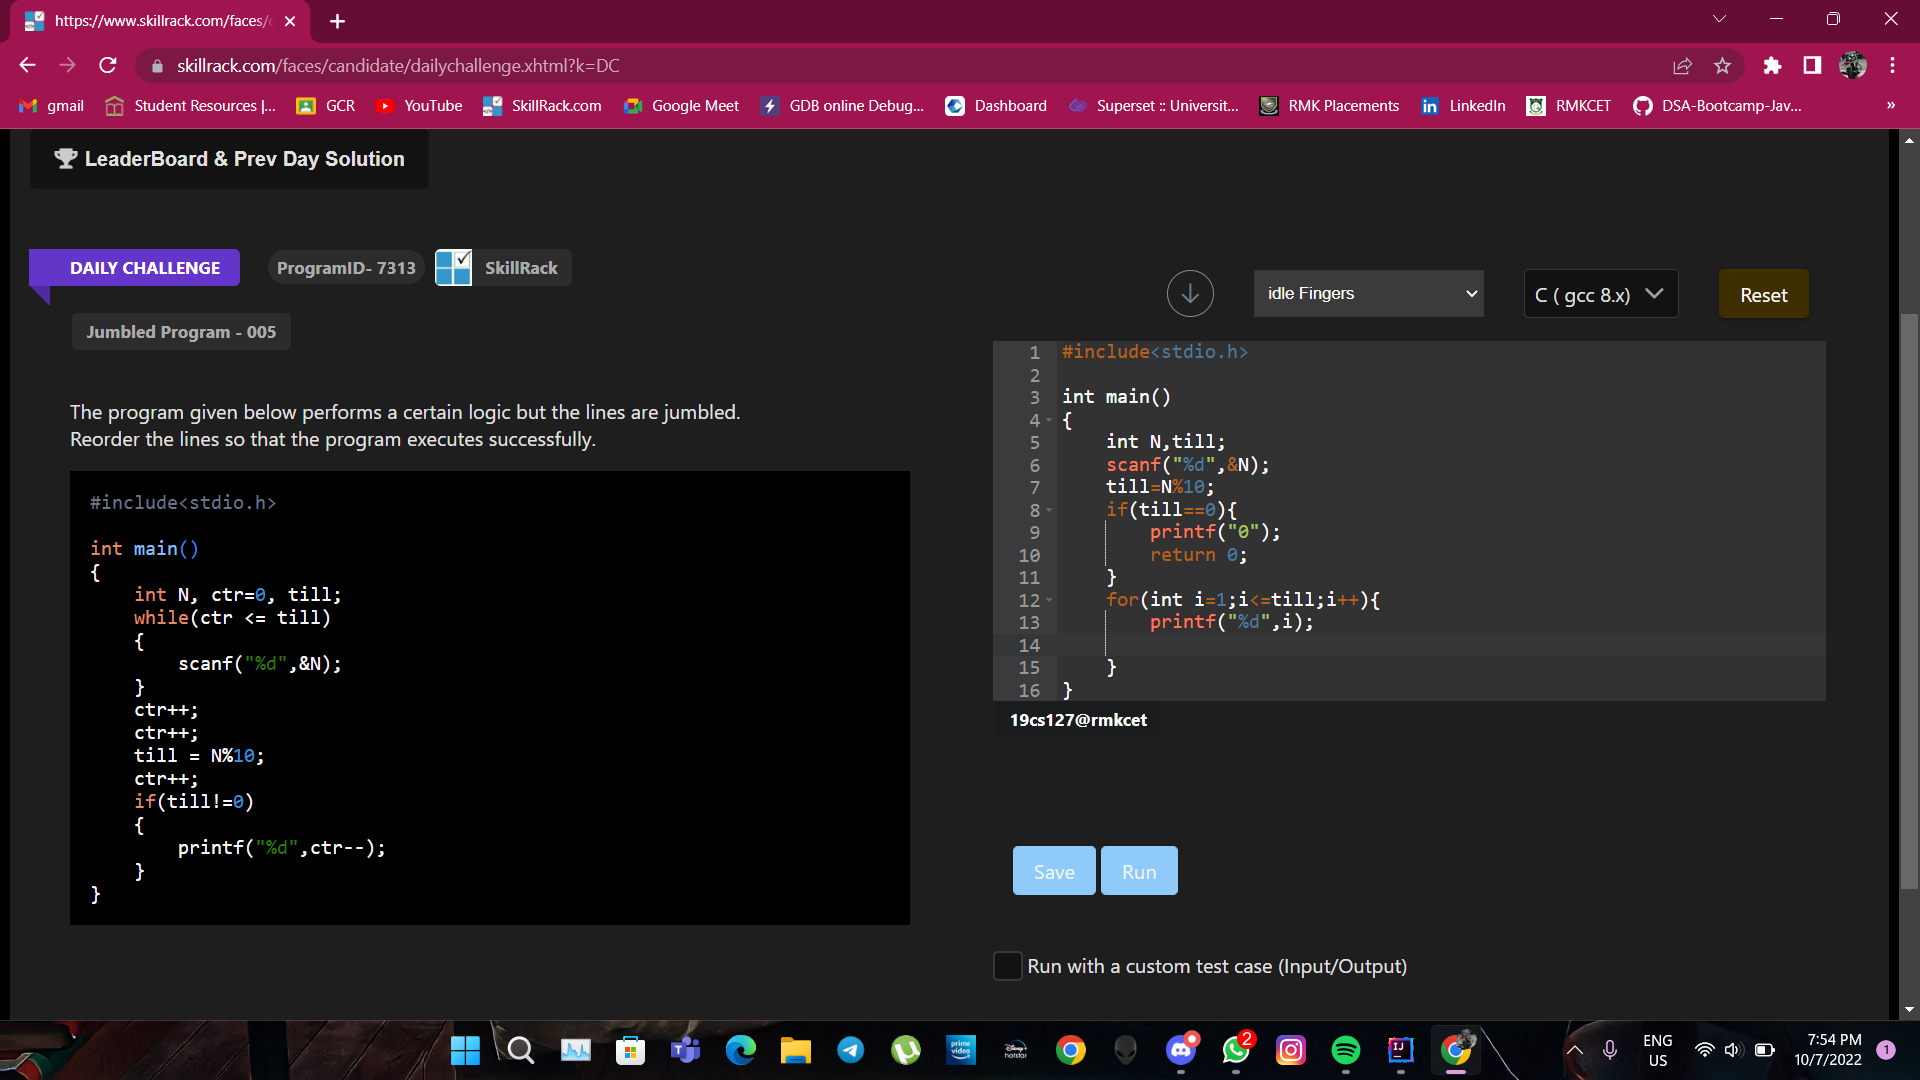 https://www.skillrack.com/faces/c
skillrack.com/faces/candidate/dailychallenge.xhtml?k=DC
gmail
Student Resources |...
GCR
YouTube
SkillRack.com
Google Meet
GDB online Debug...
Dashboard
Superset :: Universit...
RMK Placements
LinkedIn
RMKCET
DSA-Bootcamp-Jav...
LeaderBoard & Prev Day Solution
DAILY CHALLENGE
ProgramID- 7313
SkillRack
Jumbled Program - 005
The program given below performs a certain logic but the lines are jumbled.
Reorder the lines so that the program executes successfully.
#include<stdio.h>
int main()
{
int N, ctr=0, till;
while(ctr <= till)
{
scanf("%d",&N);
}
ctr++;
ctr++;
till = N%10;
ctr++;
if(till!=0)
{
printf("%d",ctr--);
}
}
idle Fingers
C ( gcc 8.x)
Reset
1 #include<stdio.h>
2
3 int main()
4 {
5 int N,till;
6 scanf("%d",&N);
7 till=N%10;
8 if(till==0){
9 printf("0");
10 return 0;
11 }
12 for(int i=1;i<=till;i++){
13 printf("%d",i);
14
15 }
16 }
19cs127@rmkcet
Save
Run
Run with a custom test case (Input/Output)
prime video
Disney+ hotstar
2
IJ
ENG
US
7:54 PM
10/7/2022
1